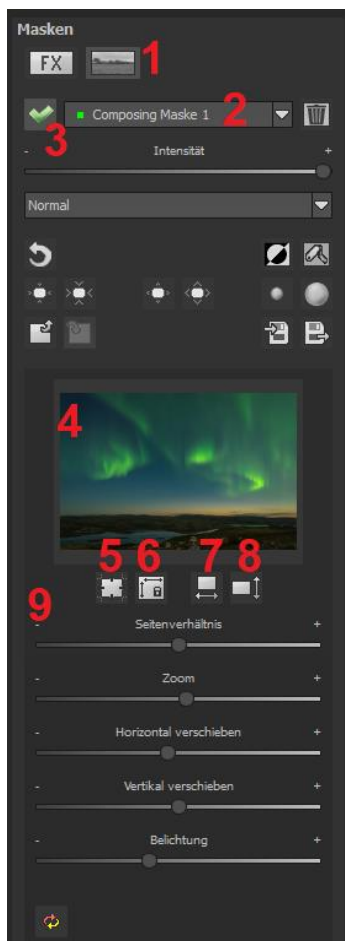 Masken
FX 1
Composing Maske 1 2
3
- Intensität +
Normal
4
5 6 7 8
9
- Seitenverhältnis +
- Zoom +
- Horizontal verschieben +
- Vertikal verschieben +
- Belichtung +